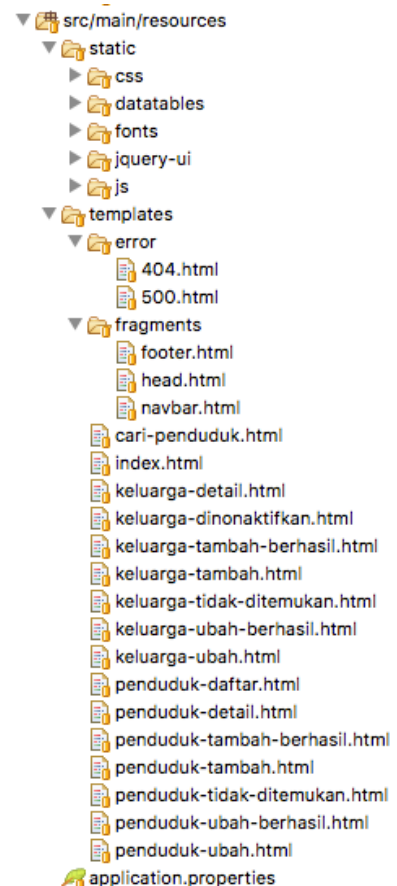 src/main/resources
static
css
datatables
fonts
jquery-ui
js
templates
error
404.html
500.html
fragments
footer.html
head.html
navbar.html
cari-penduduk.html
index.html
keluarga-detail.html
keluarga-dinonaktifkan.html
keluarga-tambah-berhasil.html
keluarga-tambah.html
keluarga-tidak-ditemukan.html
keluarga-ubah-berhasil.html
keluarga-ubah.html
penduduk-daftar.html
penduduk-detail.html
penduduk-tambah-berhasil.html
penduduk-tambah.html
penduduk-tidak-ditemukan.html
penduduk-ubah-berhasil.html
penduduk-ubah.html
application.properties